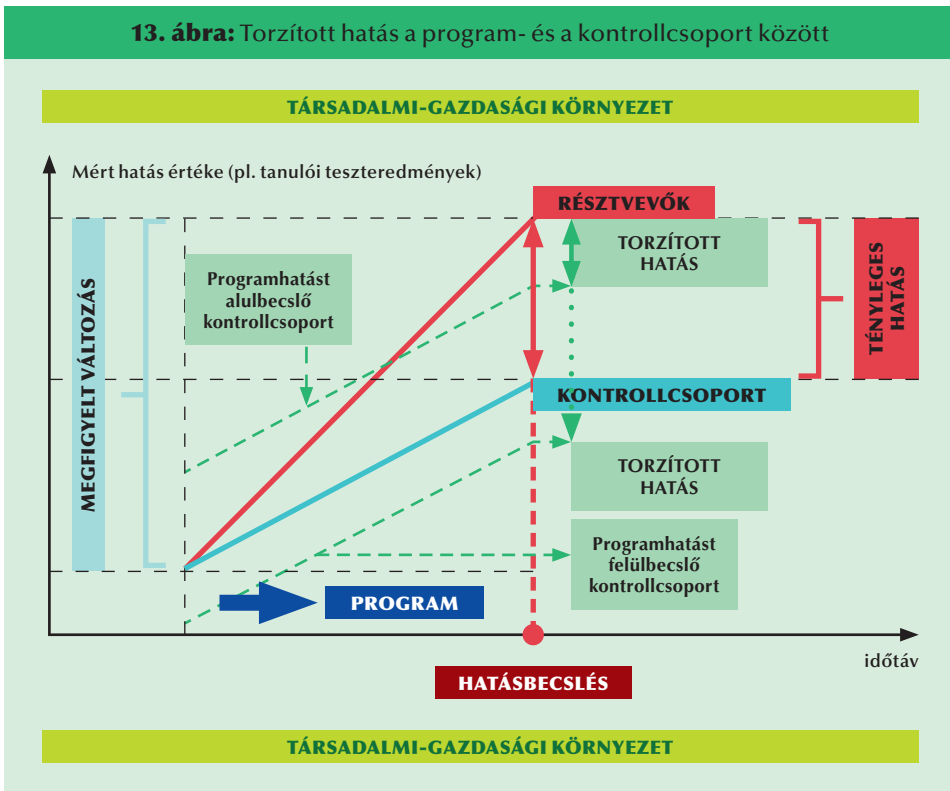 13. ábra: Torzított hatás a program- és a kontrollcsoport között
TÁRSADALMI-GAZDASÁGI KÖRNYEZET
Mért hatás értéke (pl. tanulói teszteredmények)
RÉSZTVEVŐK
TORZÍTOTT
HATÁS
Programhatást
alulbecslő
kontrollcsoport
MEGFIGYELT VÁLTOZÁS
TÉNYLEGES
HATÁS
KONTROLLCSOPORT
TORZÍTOTT
HATÁS
Programhatást
felülbecslő
kontrollcsoport
PROGRAM
időtáv
HATÁSBECSLÉS
TÁRSADALMI-GAZDASÁGI KÖRNYEZET